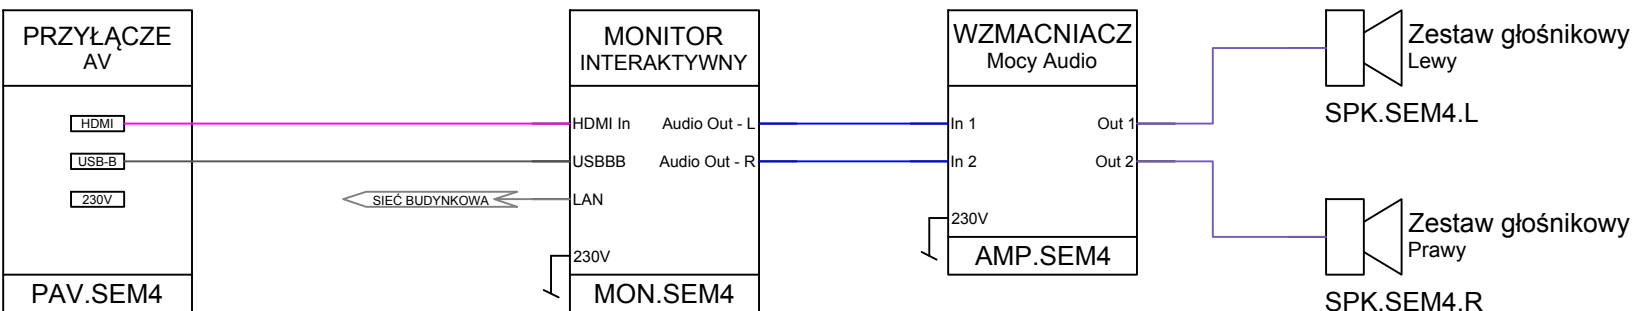 PRZYŁĄCZE
AV
HDMI
USB-B
230V
PAV.SEM4
SIEĆ BUDYNKOWA
MONITOR
INTERAKTYWNY
HDMI In
Audio Out - L
USBBB
Audio Out - R
LAN
230V
MON.SEM4
WZMACNIACZ
Mocy Audio
In 1
Out 1
In 2
Out 2
230V
AMP.SEM4
Zestaw głośnikowy
Lewy
SPK.SEM4.L
Zestaw głośnikowy
Prawy
SPK.SEM4.R